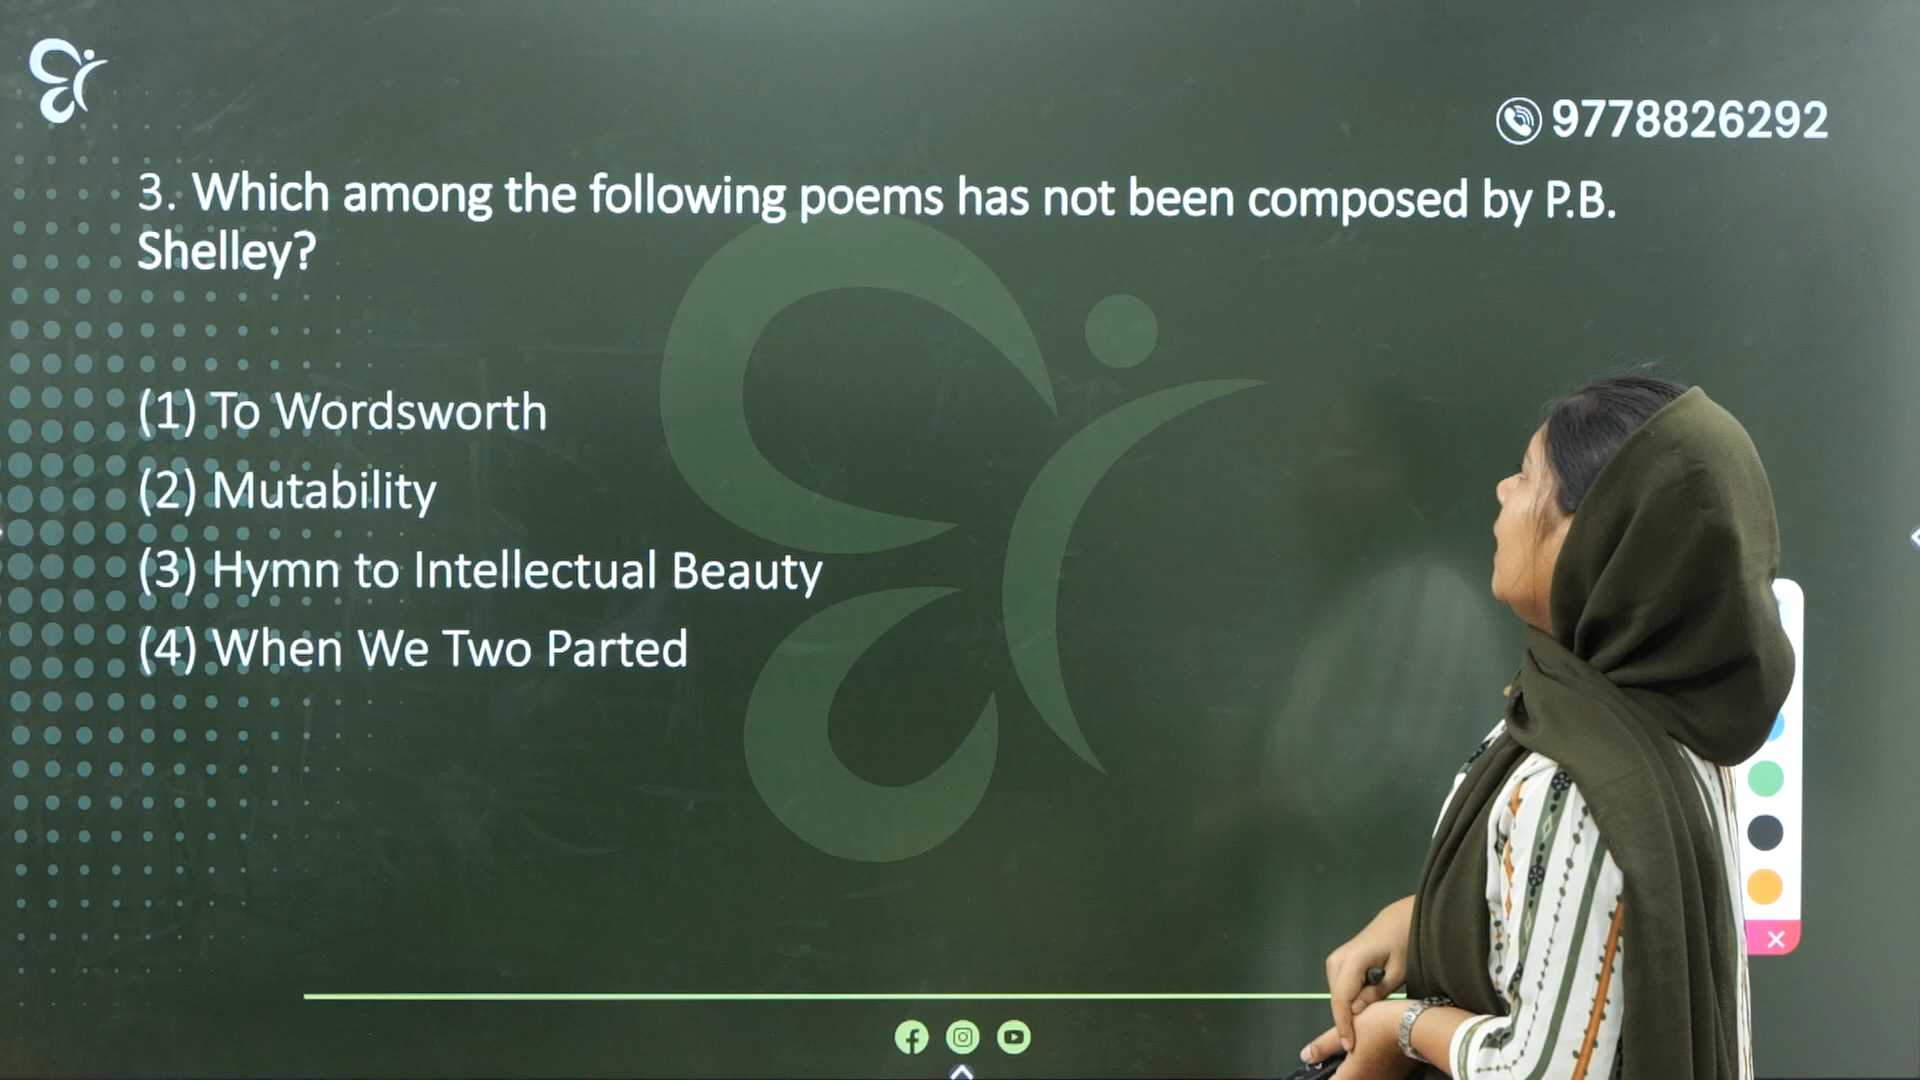 9778826292
3. Which among the following poems has not been composed by P.B.
Shelley?
(1) To Wordsworth
(2) Mutability
(3) Hymn to Intellectual Beauty
(4) When We Two Parted